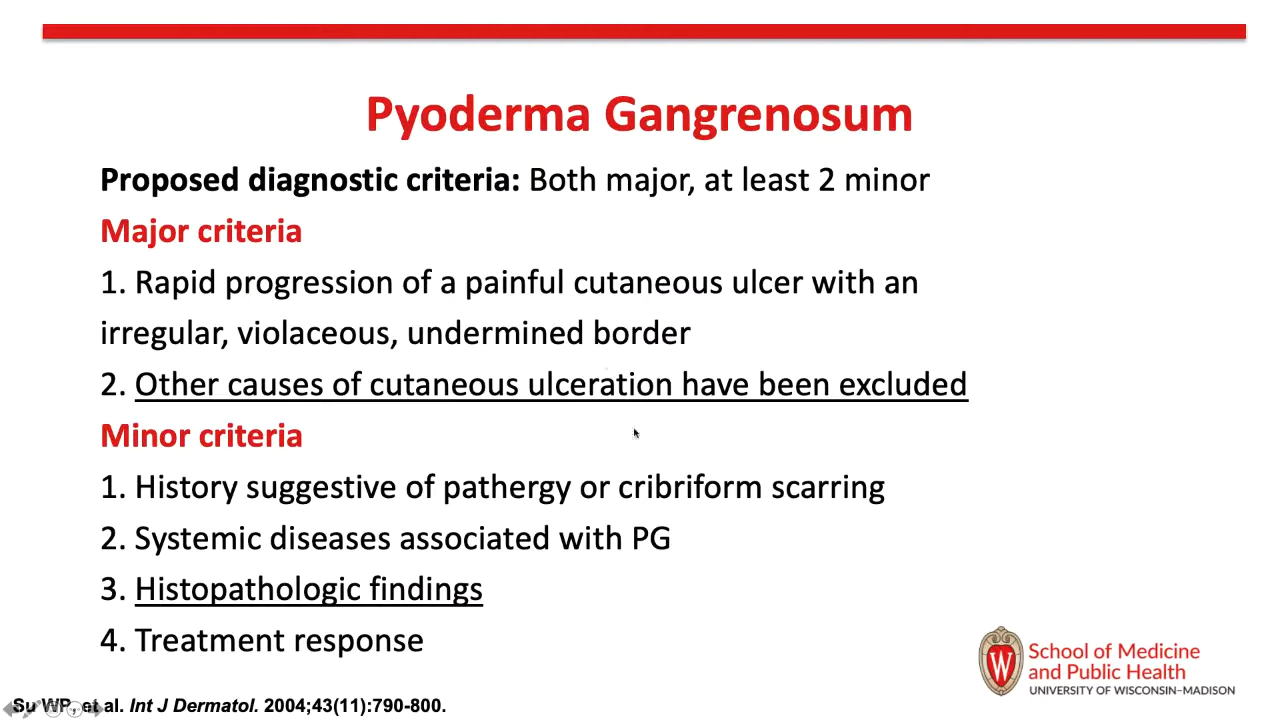 Pyoderma Gangrenosum
Proposed diagnostic criteria: Both major, at least 2 minor
Major criteria
1. Rapid progression of a painful cutaneous ulcer with an
irregular, violaceous, undermined border
2. Other causes of cutaneous ulceration have been excluded
Minor criteria
1. History suggestive of pathergy or cribriform scarring
2. Systemic diseases associated with PG
3. Histopathologic findings
4. Treatment response
W
School of Medicine
and Public Health
UNIVERSITY OF WISCONSIN–MADISON
Su WP, et al. Int J Dermatol. 2004;43(11):790-800.